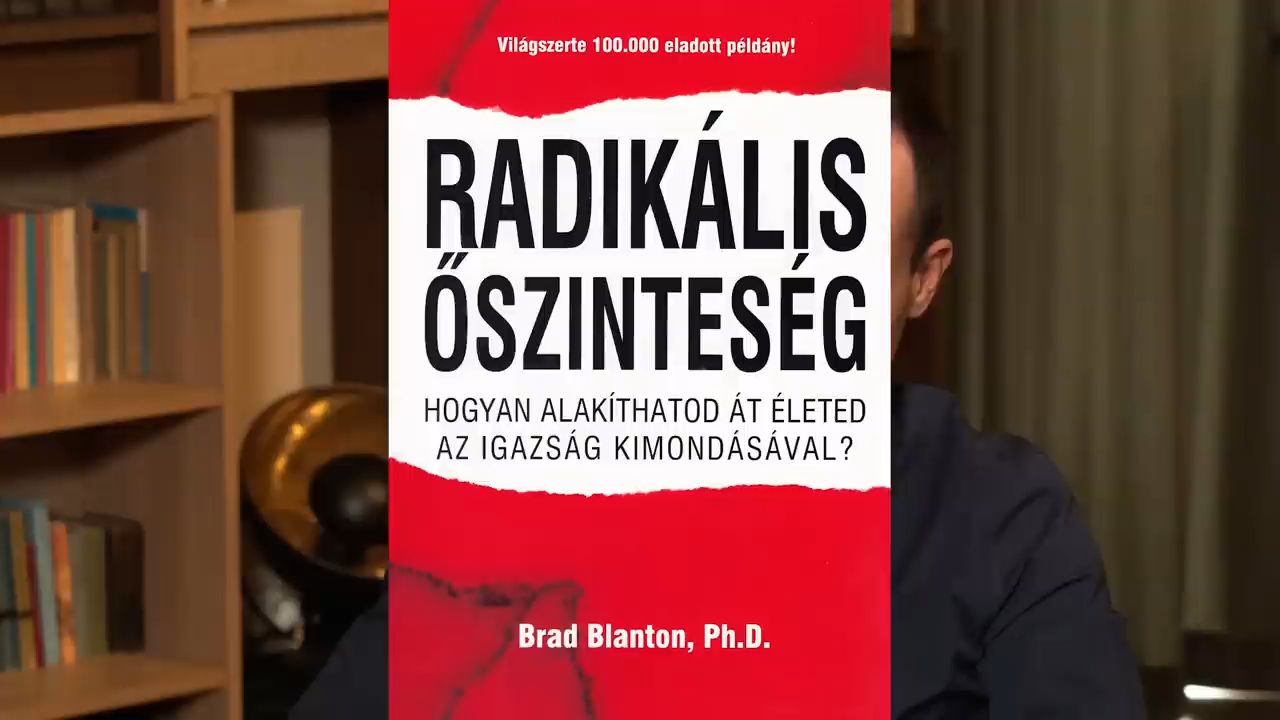 Világszerte 100.000 eladott példány!
RADIKÁLIS
ŐSZINTESÉG
HOGYAN ALAKÍTHATOD ÁT ÉLETED
AZ IGAZSÁG KIMONDÁSÁVAL?
Brad Blanton, Ph.D.